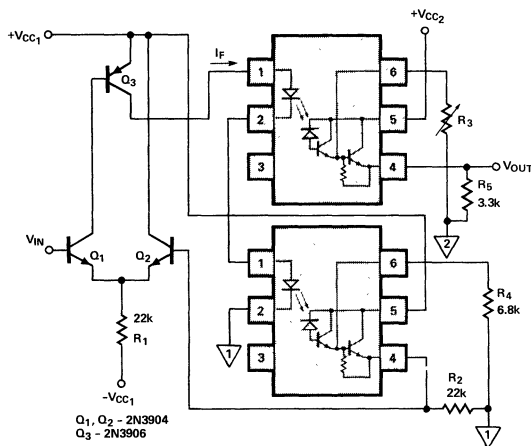 +VCC1
IF
+VCC2
Q3
1
2
3
6
5
4
R3
VOUT
R5
3.3k
2
VIN
Q1
Q2
22k
R1
-VCC1
1
2
3
6
5
4
1
R4
6.8k
R2
22k
1
Q1, Q2 - 2N3904
Q3 - 2N3906